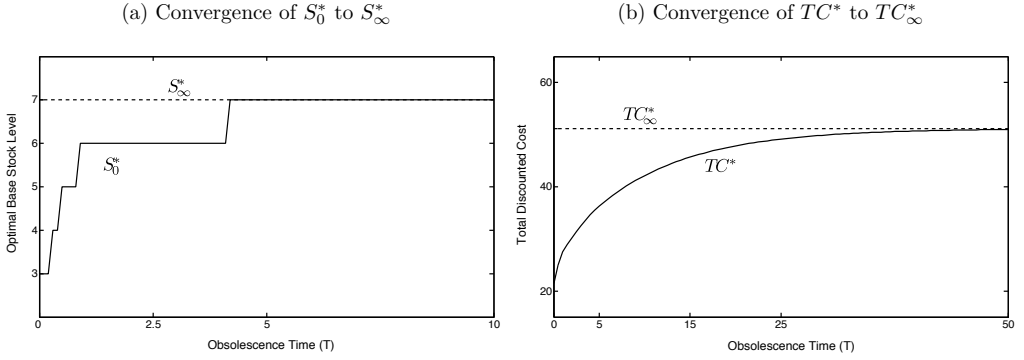 (a) Convergence of S₀* to S∞*
7
6
5
4
3
S∞*
S₀*
0
2.5
5
10
Optimal Base Stock Level
Obsolescence Time (T)
(b) Convergence of TC* to TC∞*
60
40
20
TC∞*
TC*
0
5
15
25
50
Total Discounted Cost
Obsolescence Time (T)